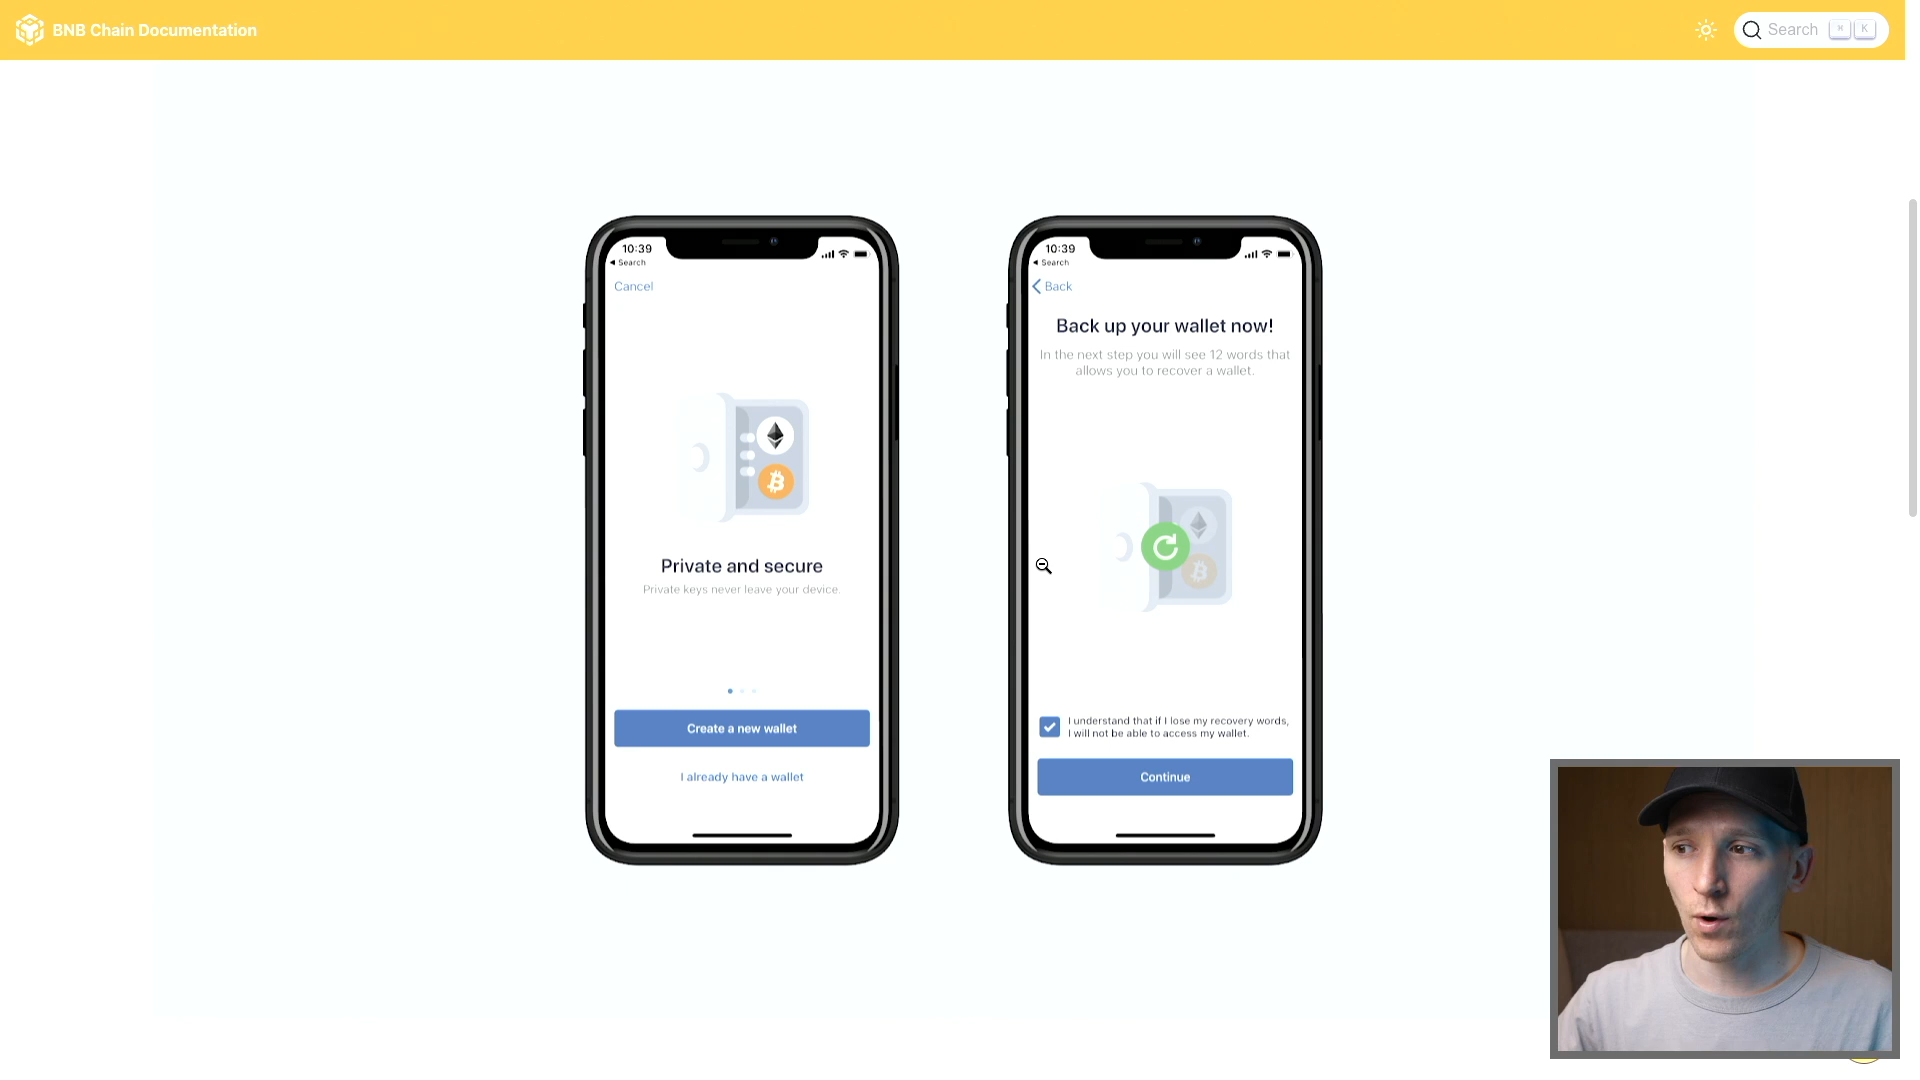 BNB Chain Documentation
Search
K
10:39
Search
Cancel
Private and secure
Private keys never leave your device.
Create a new wallet
I already have a wallet
10:39
Search
Back
Back up your wallet now!
In the next step you will see 12 words that
allows you to recover a wallet.
I understand that if I lose my recovery words,
I will not be able to access my wallet.
Continue